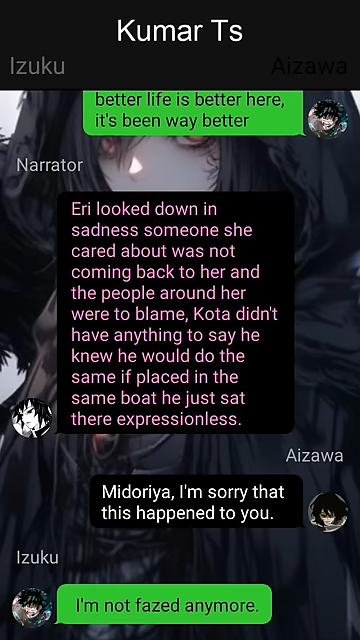 Kumar Ts
Izuku
Aizawa
better life is better here,
it's been way better
Narrator
Eri looked down in
sadness someone she
cared about was not
coming back to her and
the people around her
were to blame, Kota didn't
have anything to say he
knew he would do the
same if placed in the
same boat he just sat
there expressionless.
Aizawa
Midoriya, I'm sorry that
this happened to you.
Izuku
I'm not fazed anymore.